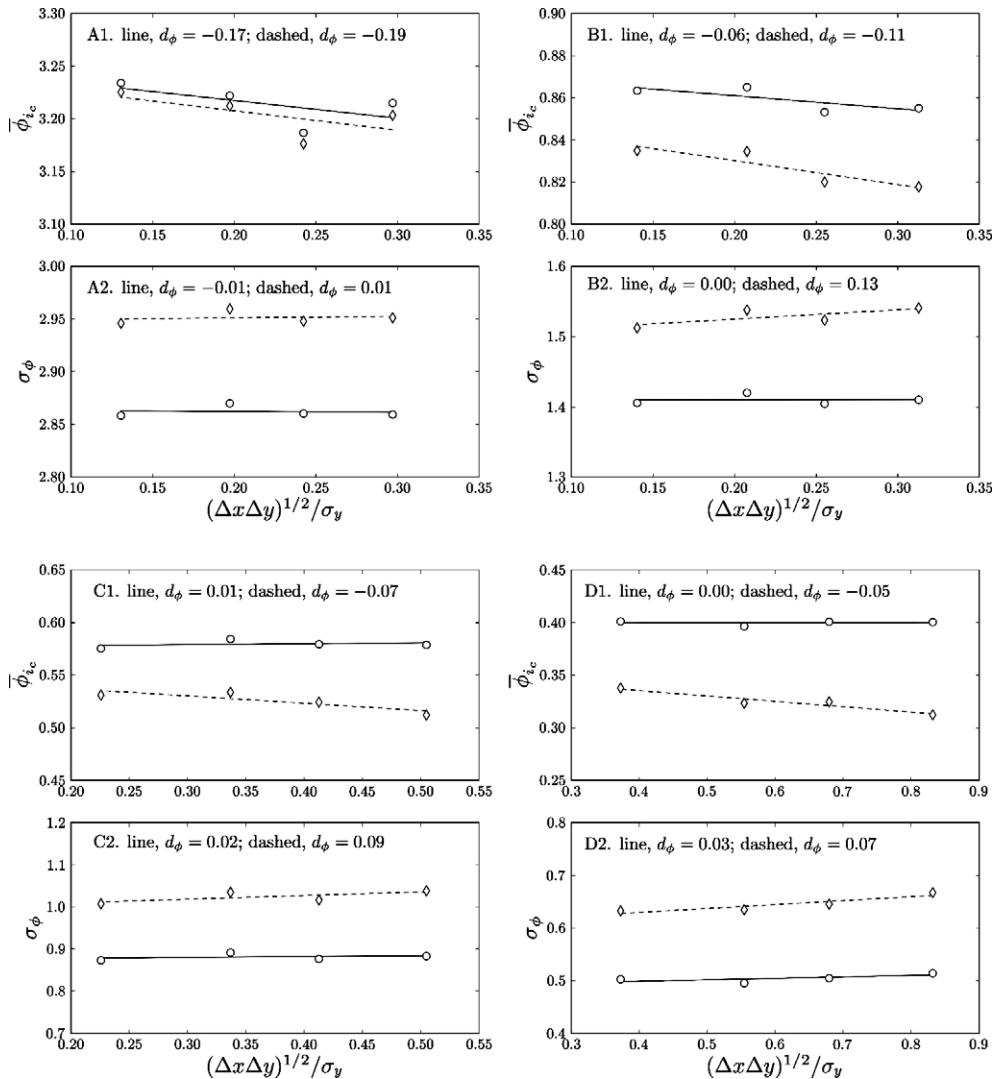 A1. line, d_ϕ = −0.17; dashed, d_ϕ = −0.19
3.30
3.25
3.20
3.15
3.10
ϕ̅_{i_c}
0.10 0.15 0.20 0.25 0.30 0.35
B1. line, d_ϕ = −0.06; dashed, d_ϕ = −0.11
0.90
0.88
0.86
0.84
0.82
0.80
ϕ̅_{i_c}
0.10 0.15 0.20 0.25 0.30 0.35
A2. line, d_ϕ = −0.01; dashed, d_ϕ = 0.01
3.00
2.95
2.90
2.85
2.80
σ_ϕ
0.10 0.15 0.20 0.25 0.30 0.35
(ΔxΔy)^{1/2}/σ_y
B2. line, d_ϕ = 0.00; dashed, d_ϕ = 0.13
1.6
1.5
1.4
1.3
σ_ϕ
0.10 0.15 0.20 0.25 0.30 0.35
(ΔxΔy)^{1/2}/σ_y
C1. line, d_ϕ = 0.01; dashed, d_ϕ = −0.07
0.65
0.60
0.55
0.50
0.45
ϕ̅_{i_c}
0.20 0.25 0.30 0.35 0.40 0.45 0.50 0.55
D1. line, d_ϕ = 0.00; dashed, d_ϕ = −0.05
0.45
0.40
0.35
0.30
0.25
ϕ̅_{i_c}
0.3 0.4 0.5 0.6 0.7 0.8 0.9
C2. line, d_ϕ = 0.02; dashed, d_ϕ = 0.09
1.2
1.1
1.0
0.9
0.8
0.7
σ_ϕ
0.20 0.25 0.30 0.35 0.40 0.45 0.50 0.55
(ΔxΔy)^{1/2}/σ_y
D2. line, d_ϕ = 0.03; dashed, d_ϕ = 0.07
0.8
0.7
0.6
0.5
0.4
σ_ϕ
0.3 0.4 0.5 0.6 0.7 0.8 0.9
(ΔxΔy)^{1/2}/σ_y